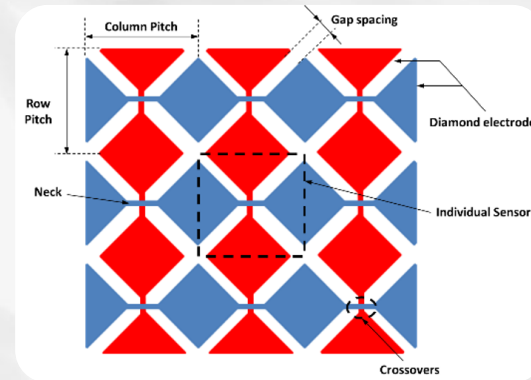 Gap spacing
Column Pitch
Row
Pitch
Diamond electrode
Neck
Individual Sensor
Crossovers